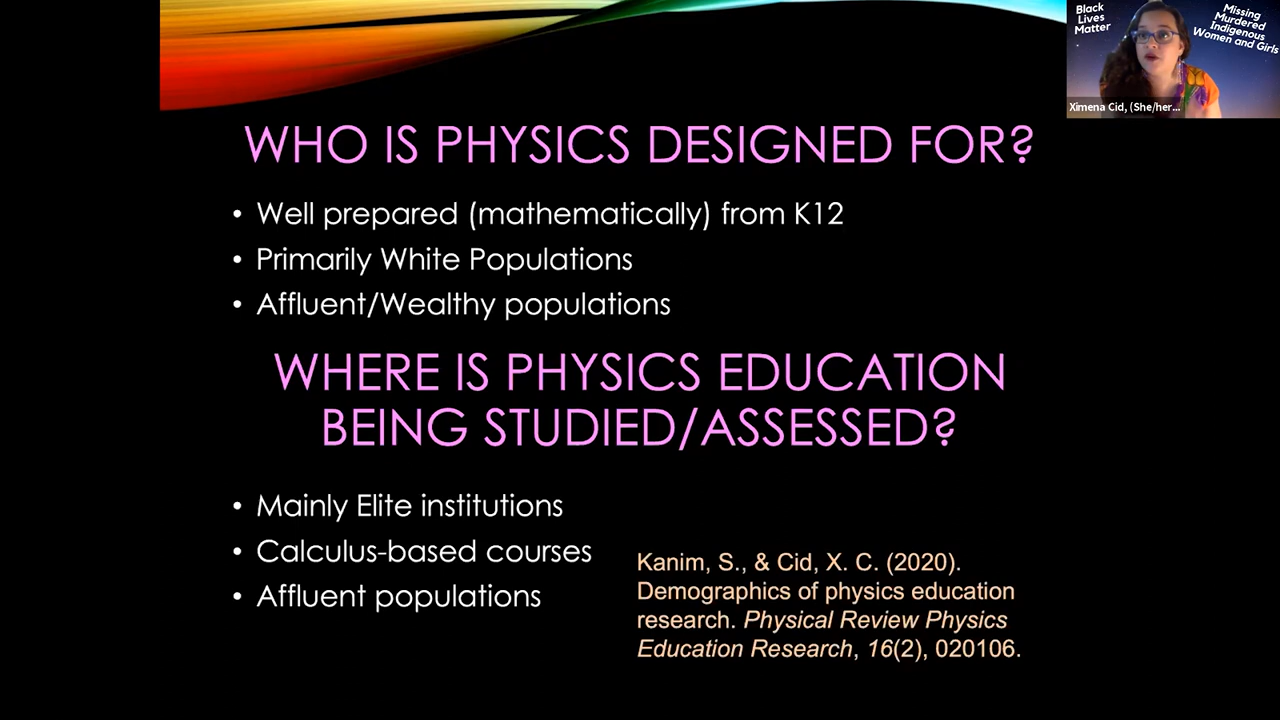 Black
Lives
Matter
Missing
Murdered
Indigenous
Women and Girls
Ximena Cid, (She/her...
WHO IS PHYSICS DESIGNED FOR?
• Well prepared (mathematically) from K12
• Primarily White Populations
• Affluent/Wealthy populations
WHERE IS PHYSICS EDUCATION
BEING STUDIED/ASSESSED?
• Mainly Elite institutions
• Calculus-based courses
• Affluent populations
Kanim, S., & Cid, X. C. (2020).
Demographics of physics education
research. Physical Review Physics
Education Research, 16(2), 020106.